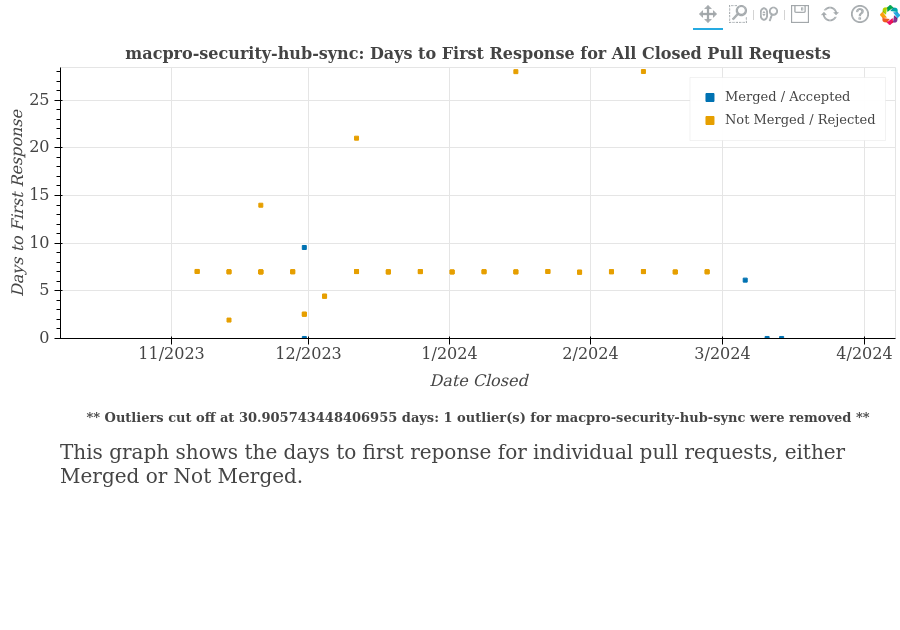 macpro-security-hub-sync: Days to First Response for All Closed Pull Requests
Merged / Accepted
Not Merged / Rejected
Days to First Response
25
20
15
10
5
0
11/2023
12/2023
1/2024
2/2024
3/2024
4/2024
Date Closed
** Outliers cut off at 30.905743448406955 days: 1 outlier(s) for macpro-security-hub-sync were removed **
This graph shows the days to first reponse for individual pull requests, either
Merged or Not Merged.